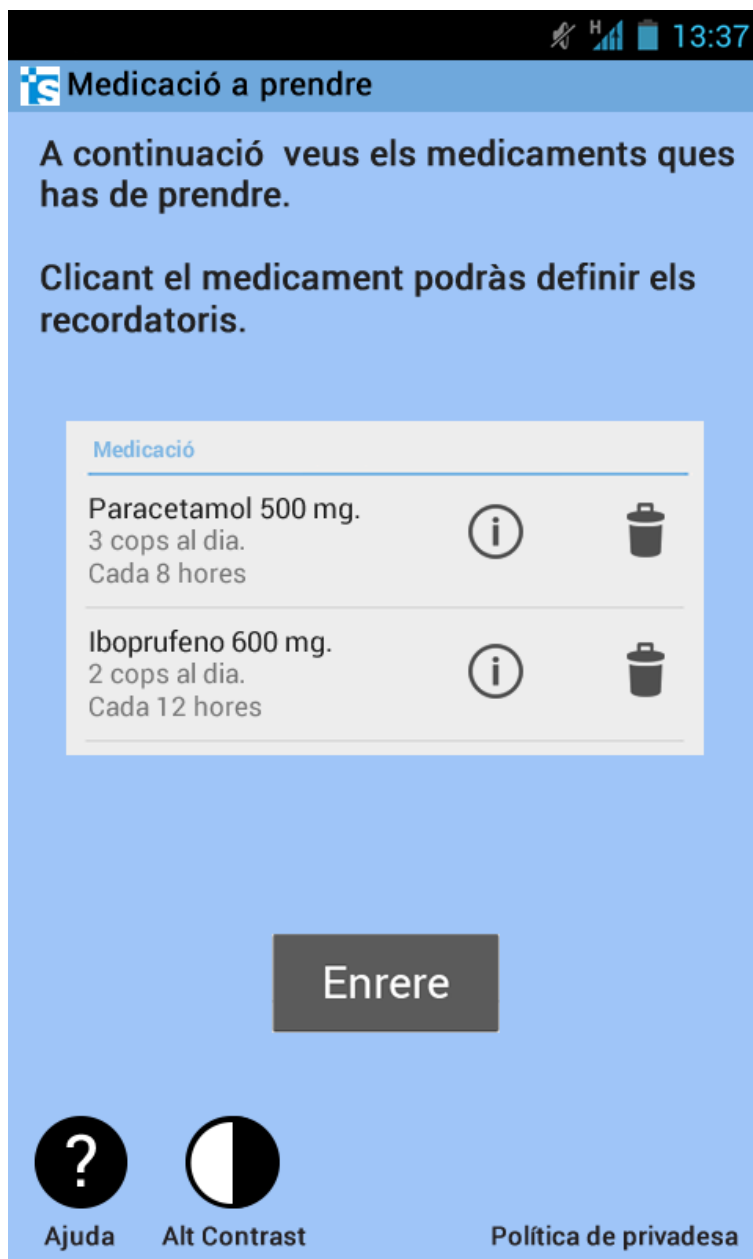 H 13:37
is Medicació a prendre
A continuació  veus els medicaments ques
has de prendre.
Clicant el medicament podràs definir els
recordatoris.
Medicació
Paracetamol 500 mg.
3 cops al dia.
Cada 8 hores
i
Iboprufeno 600 mg.
2 cops al dia.
Cada 12 hores
i
Enrere
?
Ajuda
Alt Contrast
Política de privadesa